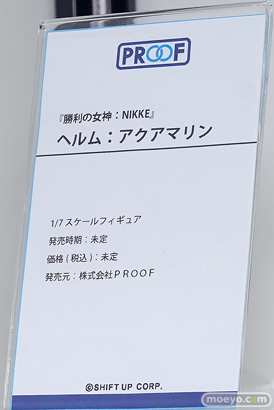 PROOF
『勝利の女神：NIKKE』
ヘルム：アクアマリン
1/7 スケールフィギュア
発売時期：未定
価格 (税込)：未定
発売元：株式会社ＰＲＯＯＦ
©SHIFT UP CORP.
moeyo.com